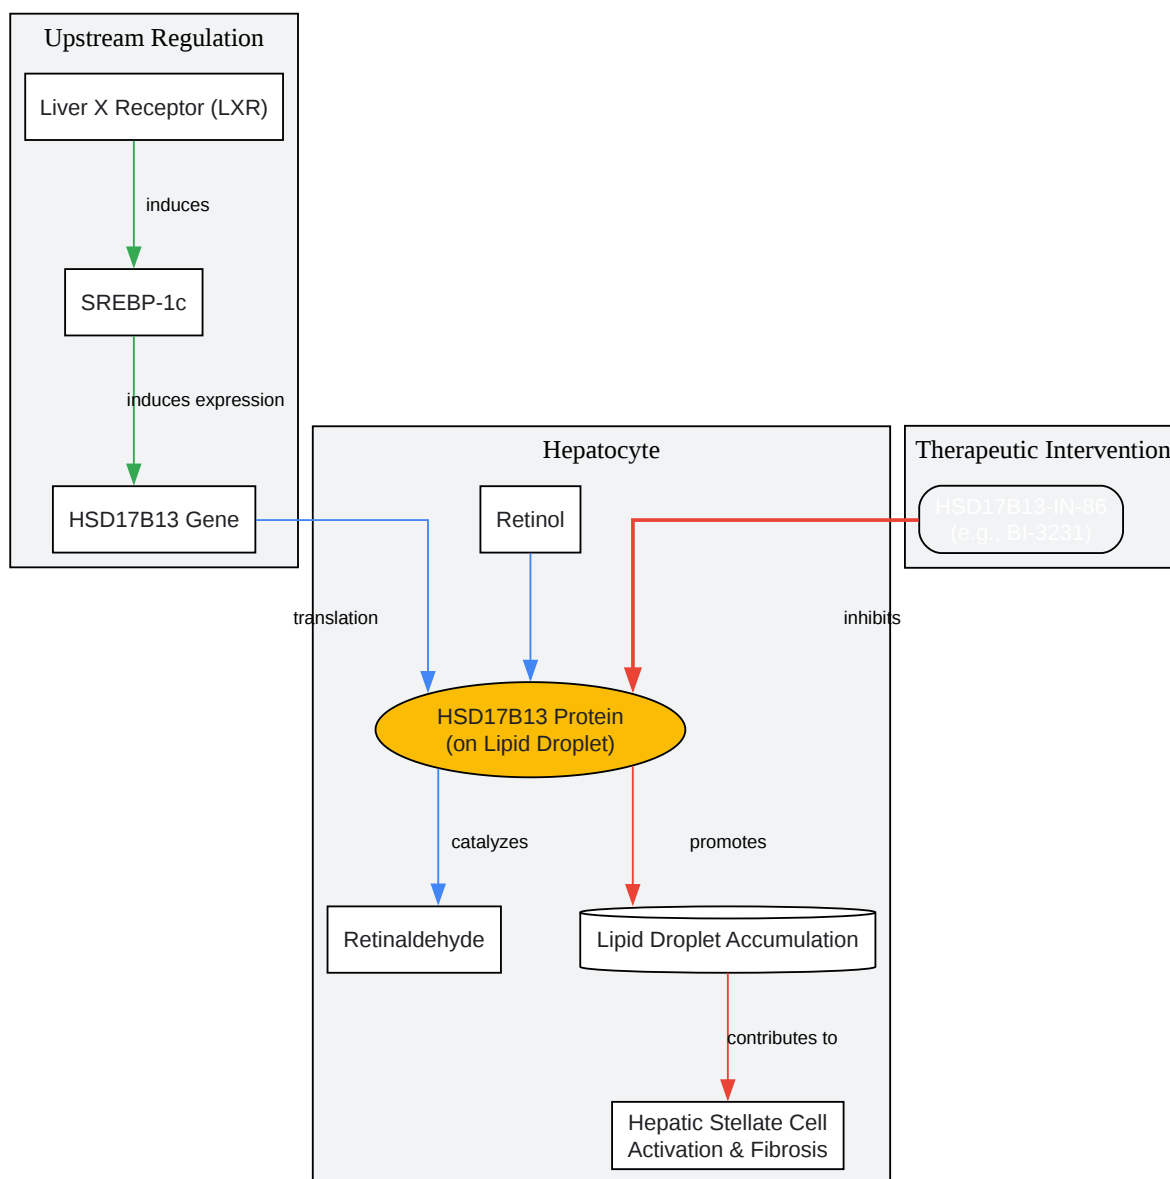 Upstream Regulation
Liver X Receptor (LXR)
induces
SREBP-1c
induces expression
HSD17B13 Gene
Hepatocyte
Retinol
Therapeutic Intervention
HSD17B13-IN-86
(e.g., BI-3231)
translation
inhibits
HSD17B13 Protein
(on Lipid Droplet)
catalyzes
promotes
Retinaldehyde
Lipid Droplet Accumulation
contributes to
Hepatic Stellate Cell
Activation & Fibrosis